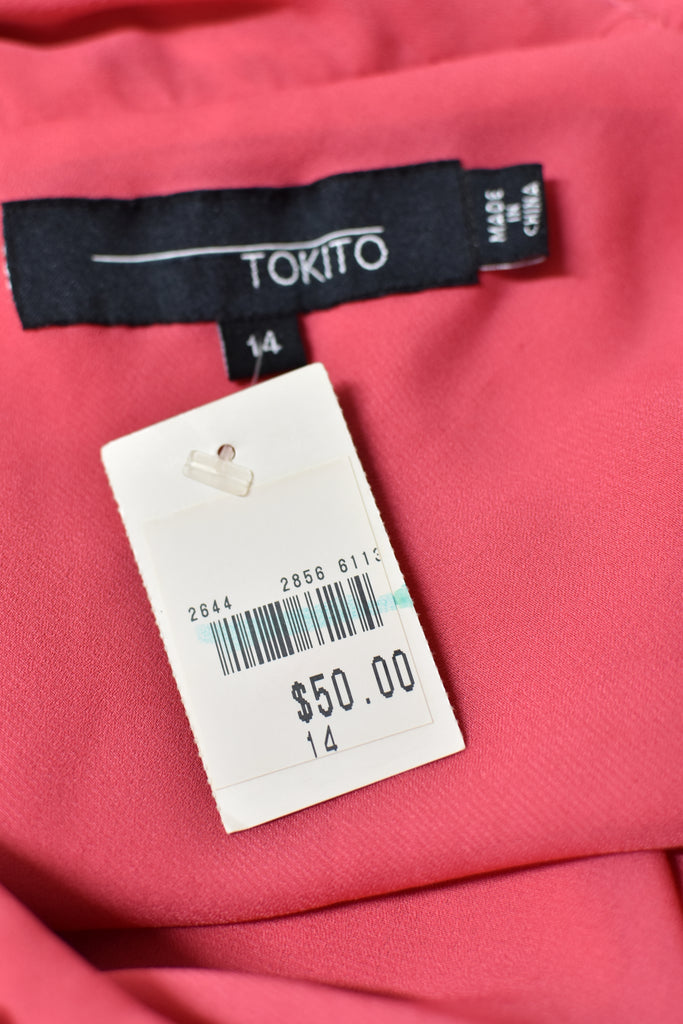 TOKITO
MADE
IN
CHINA
14
2644 2856 6113
$50.00
14